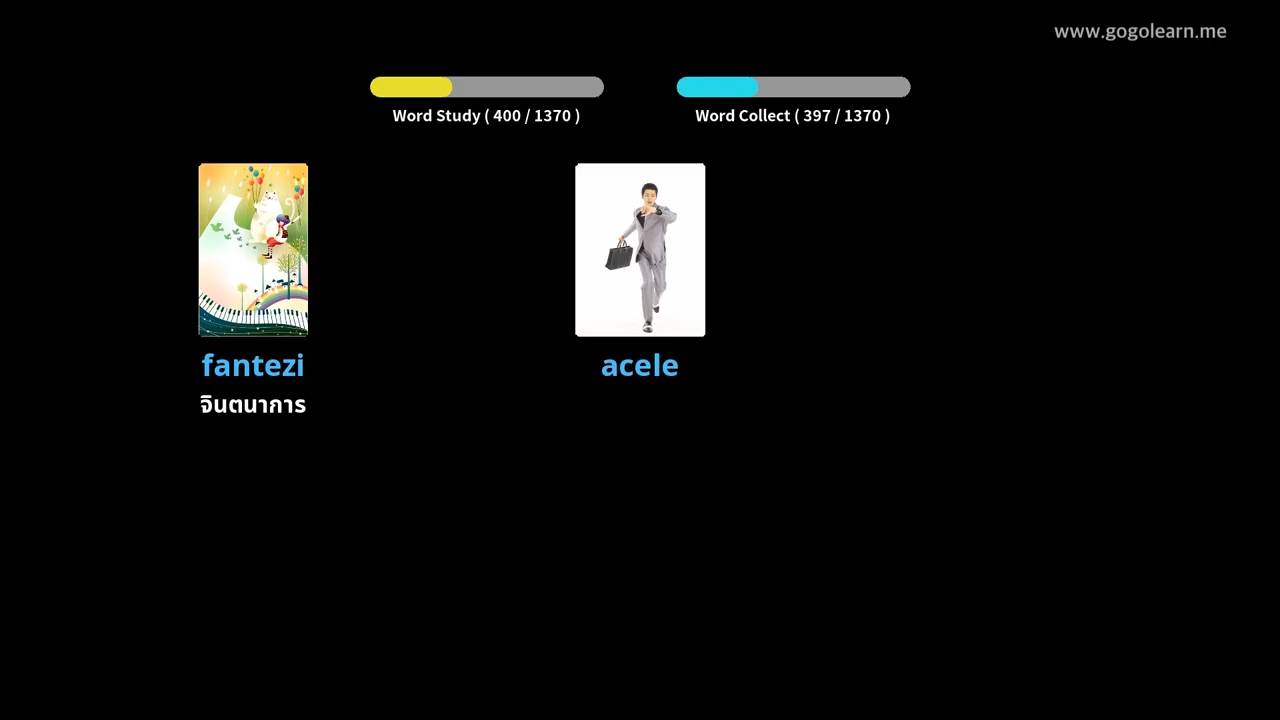 www.gogolearn.me
Word Study ( 400 / 1370 )
Word Collect ( 397 / 1370 )
fantezi
จินตนาการ
acele